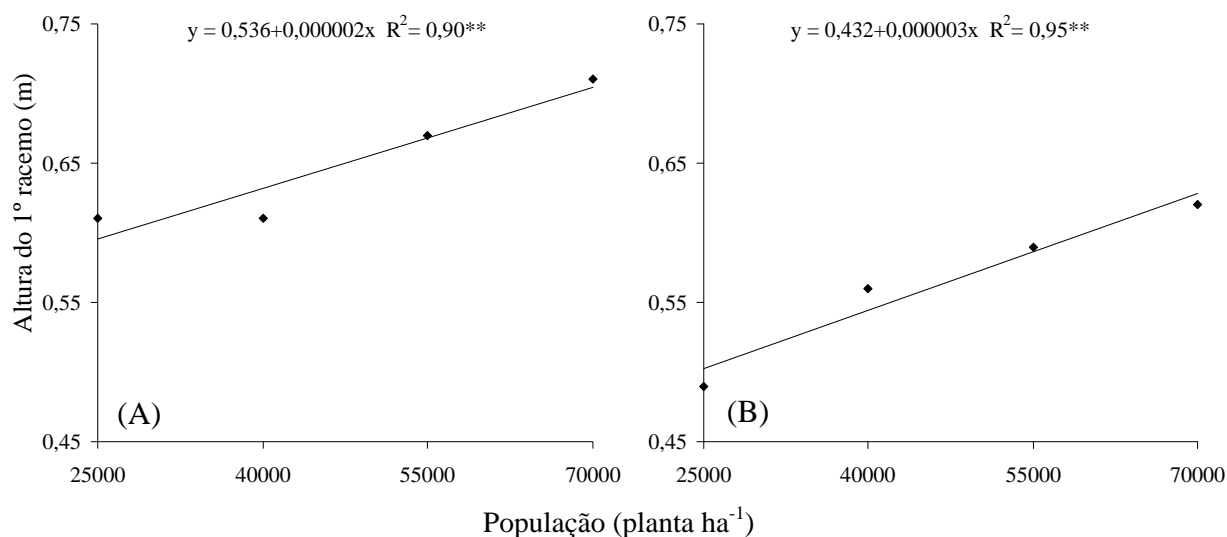 y = 0,536+0,000002x R² = 0,90**
0,75
0,65
0,55
0,45
Altura do 1º racemo (m)
(A)
25000 40000 55000 70000
y = 0,432+0,000003x R² = 0,95**
0,75
0,65
0,55
0,45
(B)
25000 40000 55000 70000
População (planta ha⁻¹)